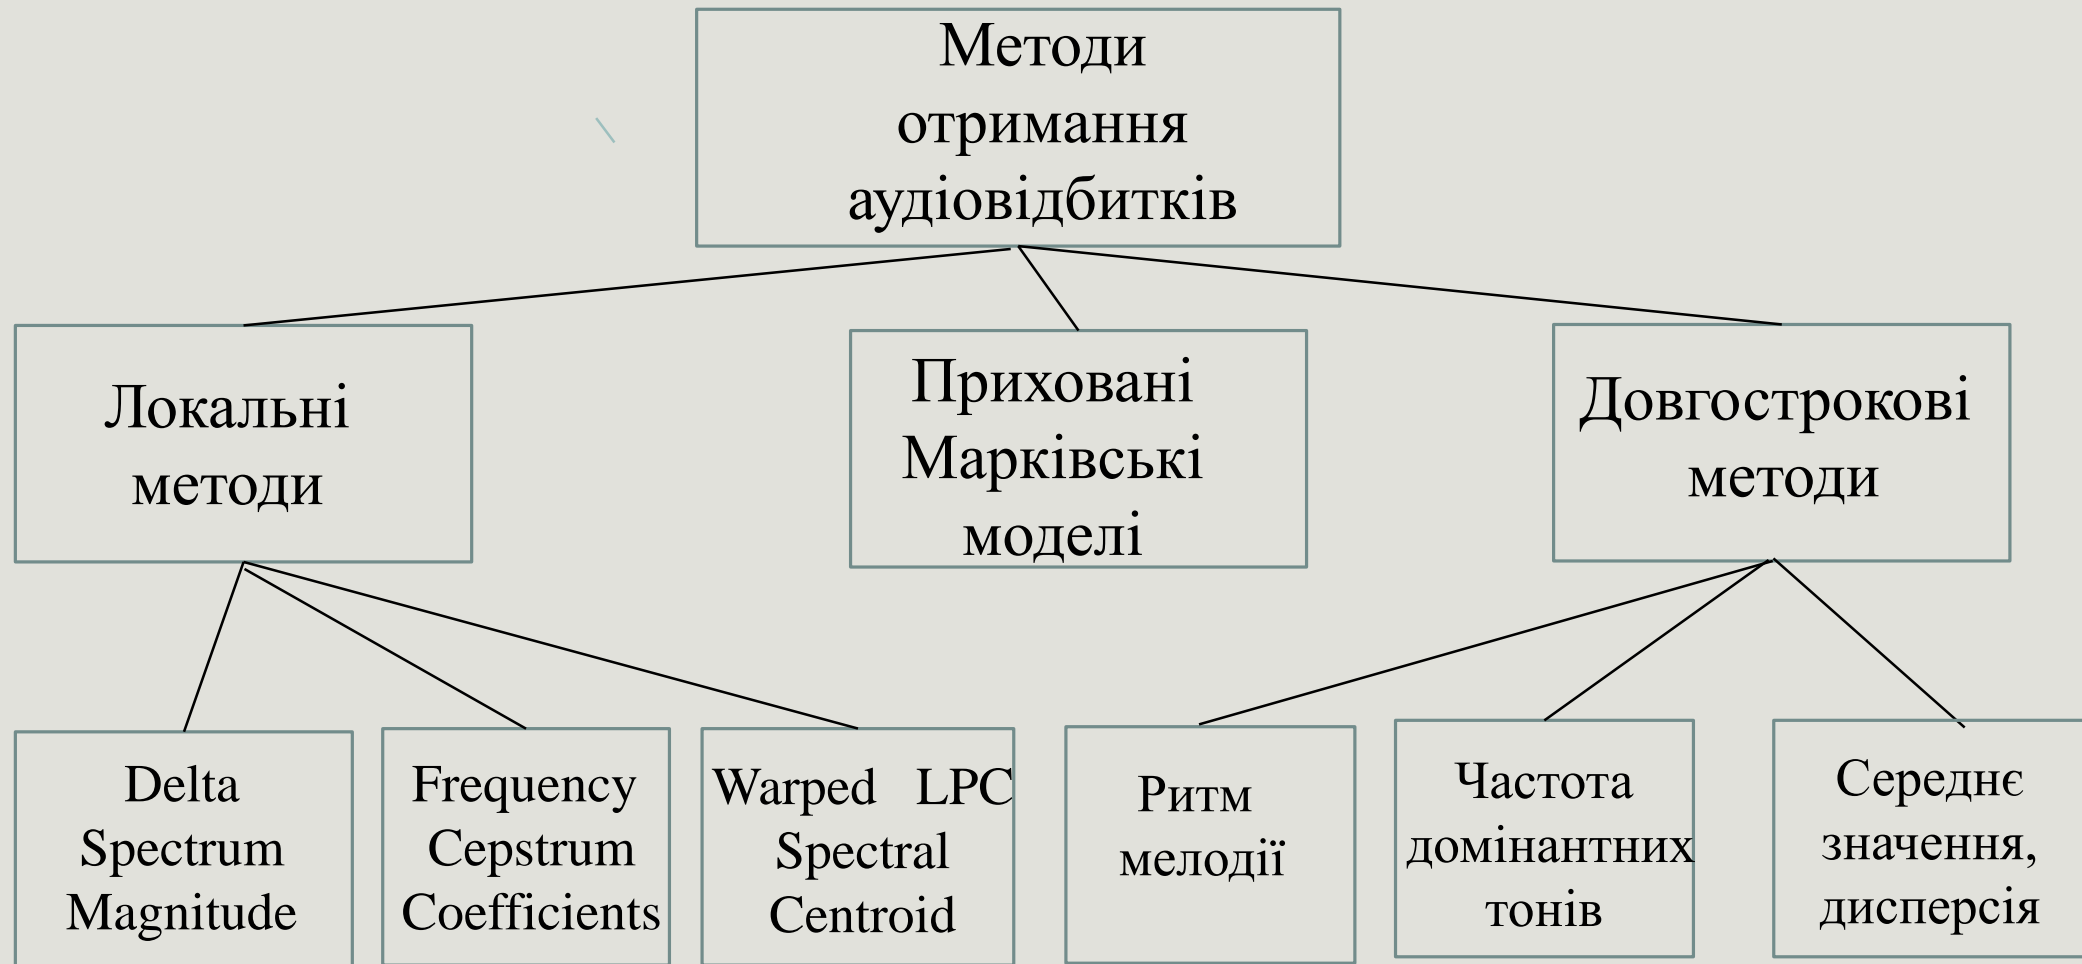 Методи
отримання
аудіовідбитків
Локальні
методи
Приховані
Марківські
моделі
Довгострокові
методи
Delta
Spectrum
Magnitude
Frequency
Cepstrum
Coefficients
Warped LPC
Spectral
Centroid
Ритм
мелодії
Частота
домінантних
тонів
Середнє
значення,
дисперсія